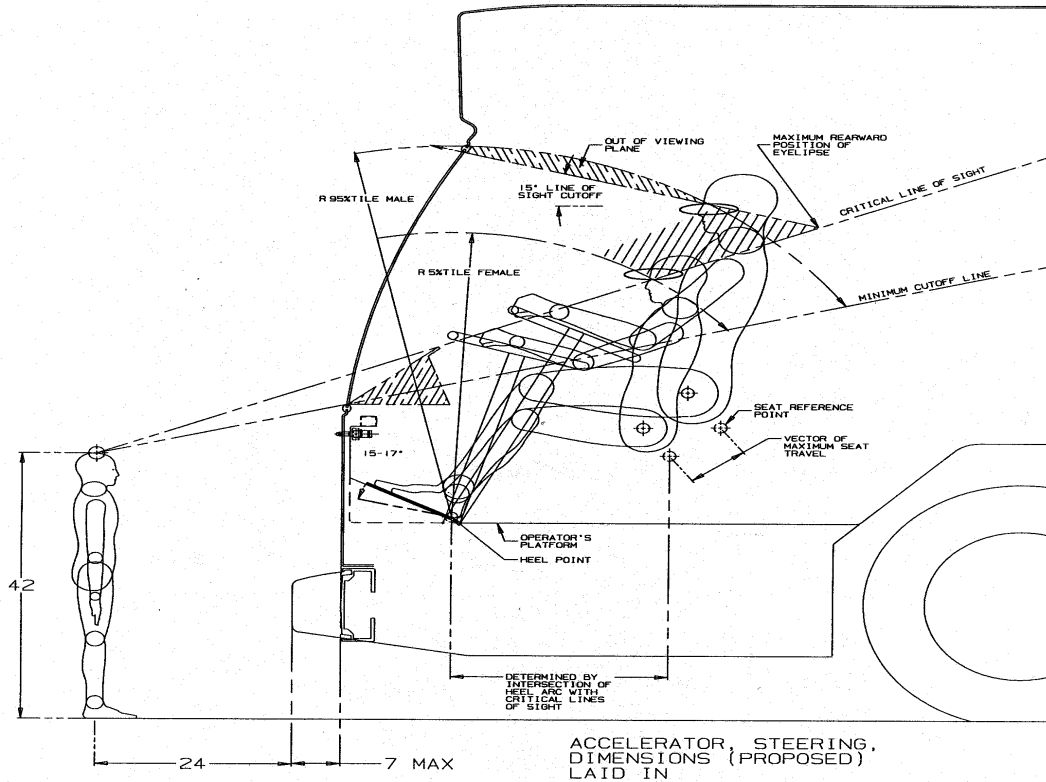 OUT OF VIEWING
PLANE
MAXIMUM REARWARD
POSITION OF
EYELIPSE
15° LINE OF
SIGHT CUTOFF
R 95%TILE MALE
CRITICAL LINE OF SIGHT
R 5%TILE FEMALE
MINIMUM CUTOFF LINE
SEAT REFERENCE
POINT
VECTOR OF
MAXIMUM SEAT
TRAVEL
15-17°
OPERATOR'S
PLATFORM
HEEL POINT
42
DETERMINED BY
INTERSECTION OF
HEEL ARC WITH
CRITICAL LINES
OF SIGHT
24
7 MAX
ACCELERATOR, STEERING,
DIMENSIONS (PROPOSED)
LAID IN